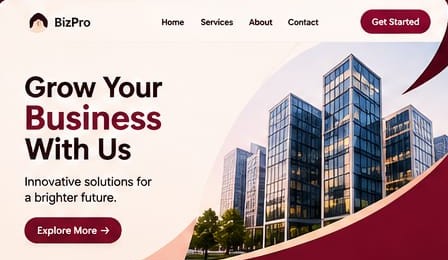 BizPro
Home Services About Contact
Get Started
Grow Your
Business
With Us
Innovative solutions for
a brighter future.
Explore More →